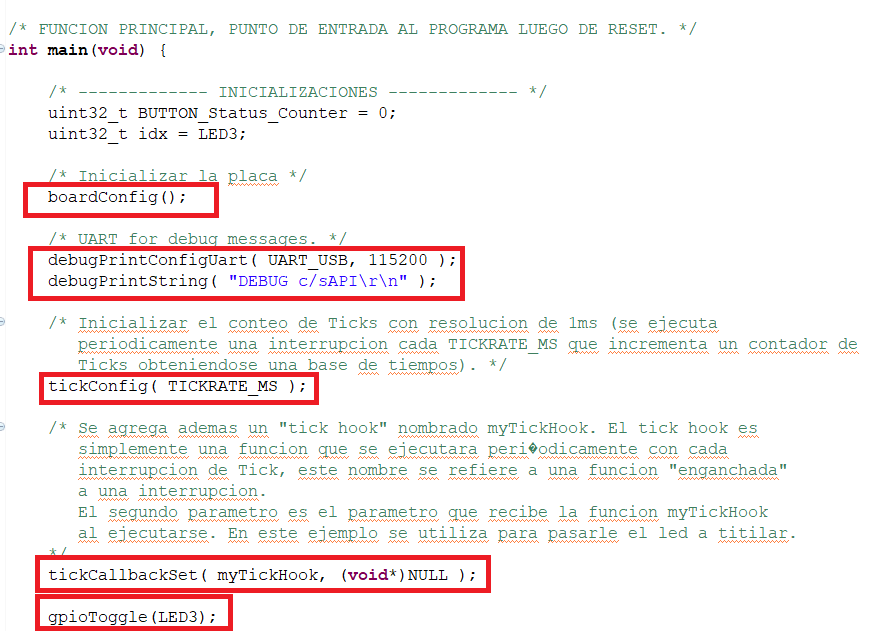 /* FUNCION PRINCIPAL, PUNTO DE ENTRADA AL PROGRAMA LUEGO DE RESET. */
int main(void) {
/* ------------- INICIALIZACIONES ------------- */
uint32_t BUTTON_Status_Counter = 0;
uint32_t idx = LED3;
/* Inicializar la placa */
boardConfig();
/* UART for debug messages. */
debugPrintConfigUart( UART_USB, 115200 );
debugPrintString( "DEBUG c/sAPI\r\n" );
/* Inicializar el conteo de Ticks con resolucion de 1ms (se ejecuta
periodicamente una interrupcion cada TICKRATE_MS que incrementa un contador de
Ticks obteniendose una base de tiempos). */
tickConfig( TICKRATE_MS );
/* Se agrega ademas un "tick hook" nombrado myTickHook. El tick hook es
simplemente una funcion que se ejecutara peri�odicamente con cada
interrupcion de Tick, este nombre se refiere a una funcion "enganchada"
a una interrupcion.
El segundo parametro es el parametro que recibe la funcion myTickHook
al ejecutarse. En este ejemplo se utiliza para pasarle el led a titilar.
*/
tickCallbackSet( myTickHook, (void*)NULL );
gpioToggle(LED3);